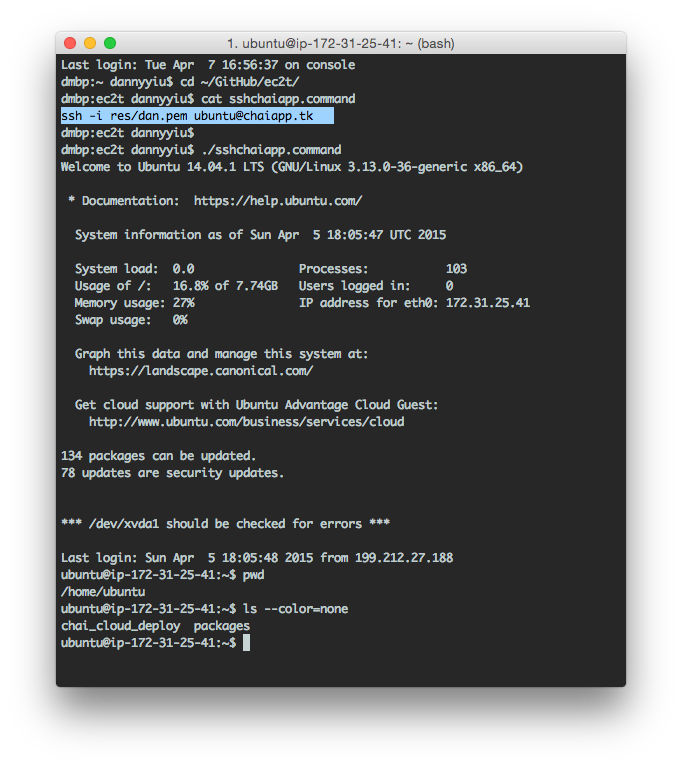 1. ubuntu@ip-172-31-25-41: ~ (bash)
Last login: Tue Apr  7 16:56:37 on console
dmbp:~ dannyyiu$ cd ~/GitHub/ec2t/
dmbp:ec2t dannyyiu$ cat sshchaiapp.command
ssh -i res/dan.pem ubuntu@chaiapp.tk
dmbp:ec2t dannyyiu$
dmbp:ec2t dannyyiu$ ./sshchaiapp.command
Welcome to Ubuntu 14.04.1 LTS (GNU/Linux 3.13.0-36-generic x86_64)
 * Documentation:  https://help.ubuntu.com/
  System information as of Sun Apr  5 18:05:47 UTC 2015
  System load:  0.0               Processes:           103
  Usage of /:   16.8% of 7.74GB   Users logged in:     0
  Memory usage: 27%               IP address for eth0: 172.31.25.41
  Swap usage:   0%
  Graph this data and manage this system at:
    https://landscape.canonical.com/
  Get cloud support with Ubuntu Advantage Cloud Guest:
    http://www.ubuntu.com/business/services/cloud
134 packages can be updated.
78 updates are security updates.
*** /dev/xvda1 should be checked for errors ***
Last login: Sun Apr  5 18:05:48 2015 from 199.212.27.188
ubuntu@ip-172-31-25-41:~$ pwd
/home/ubuntu
ubuntu@ip-172-31-25-41:~$ ls --color=none
chai_cloud_deploy  packages
ubuntu@ip-172-31-25-41:~$